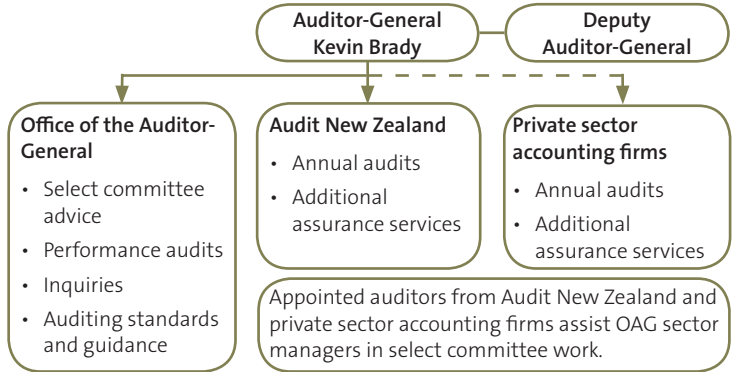 Auditor-General
Kevin Brady
Deputy
Auditor-General
Office of the Auditor-
General
• Select committee
advice
• Performance audits
• Inquiries
• Auditing standards
and guidance
Audit New Zealand
• Annual audits
• Additional
assurance services
Private sector
accounting firms
• Annual audits
• Additional
assurance services
Appointed auditors from Audit New Zealand and
private sector accounting firms assist OAG sector
managers in select committee work.